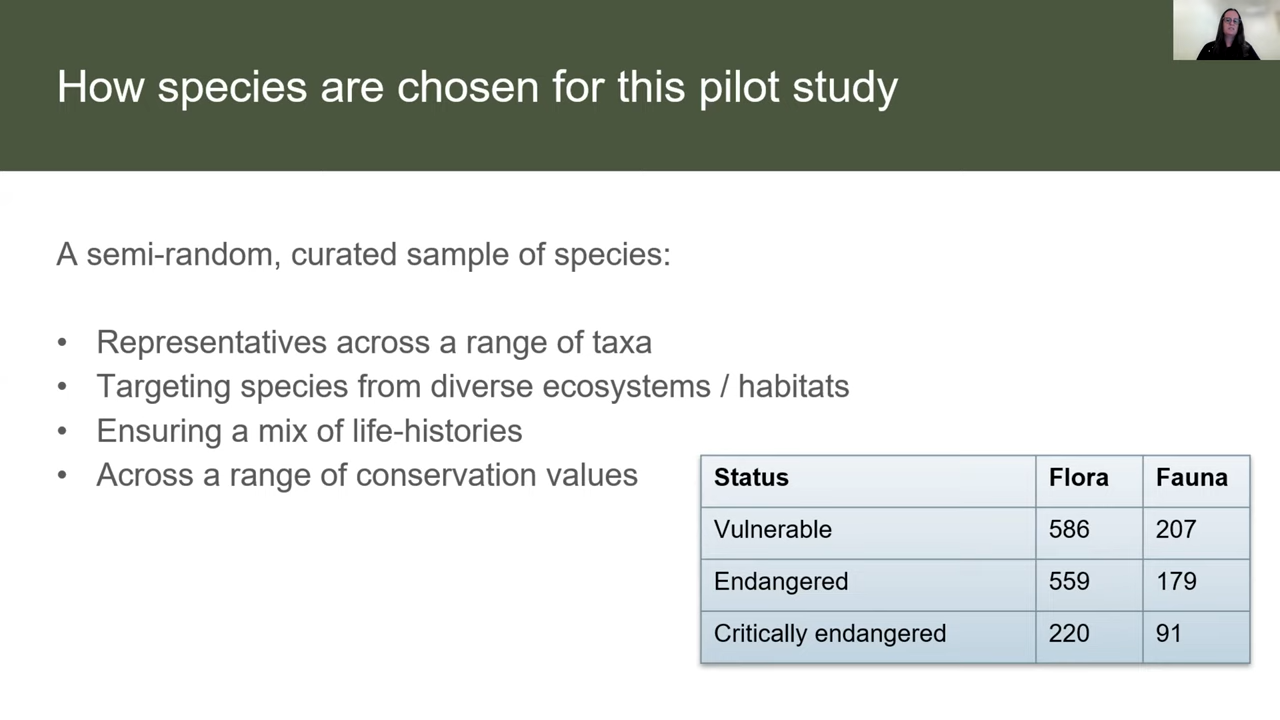 How species are chosen for this pilot study
A semi-random, curated sample of species:
• Representatives across a range of taxa
• Targeting species from diverse ecosystems / habitats
• Ensuring a mix of life-histories
• Across a range of conservation values
Status Flora Fauna
Vulnerable 586 207
Endangered 559 179
Critically endangered 220 91